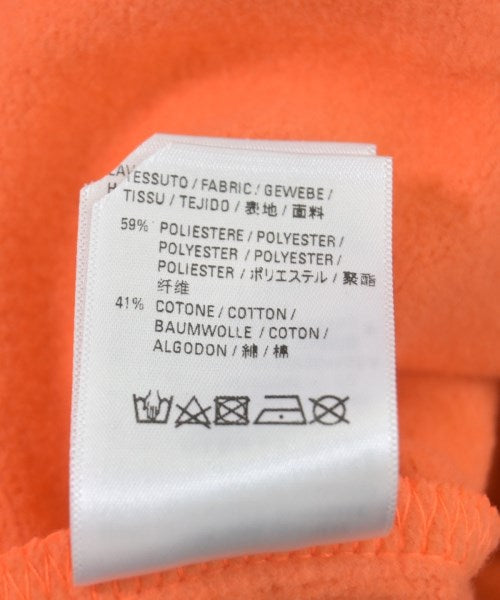 TESSUTO / FABRIC / GEWEBE /
TISSU / TEJIDO / 表地 / 面料
59% POLIESTERE / POLYESTER /
POLYESTER / POLYESTER /
POLIESTER / ポリエステル / 聚酯
纤维
41% COTONE / COTTON /
BAUMWOLLE / COTON /
ALGODON / 綿 / 棉